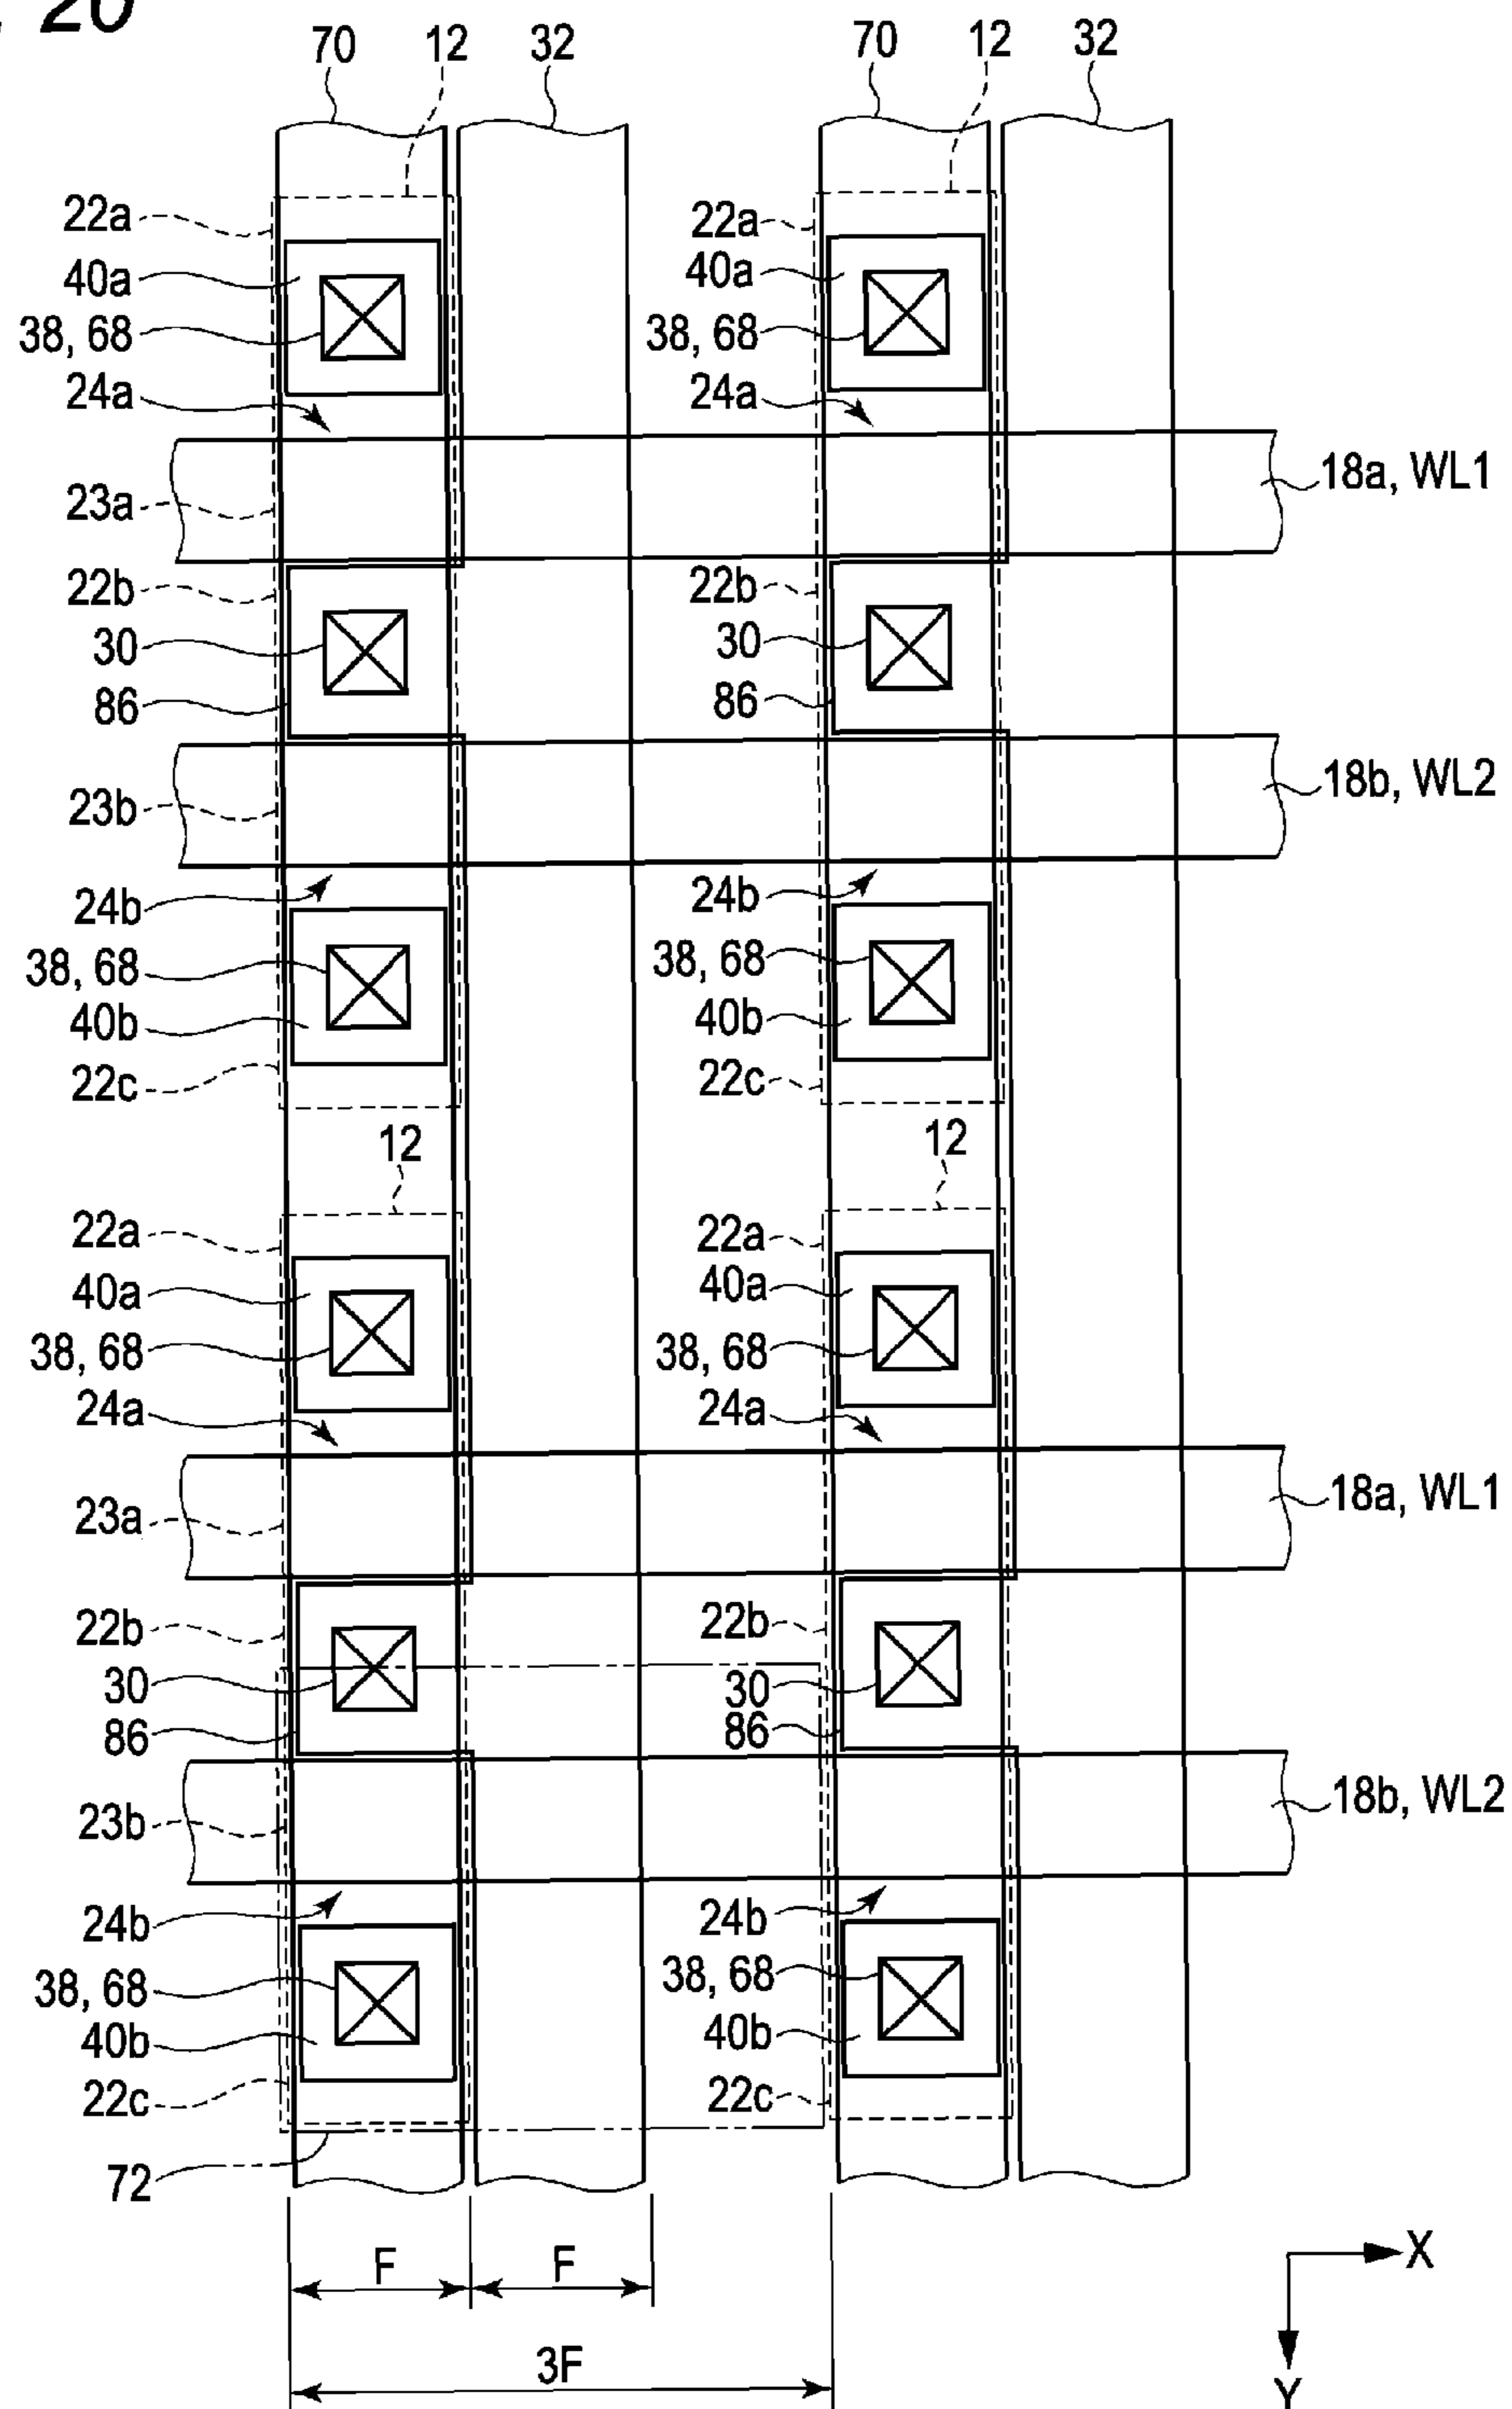 20
70 12 32 70 12 32
22a 22a
40a 40a
38, 68 38, 68
24a 24a
18a, WL1
23a
22b 22b
30 30
86 86
18b, WL2
23b
24b 24b
38, 68 38, 68
40b 40b
22c 22c
12 12
22a 22a
40a 40a
38, 68 38, 68
24a 24a
18a, WL1
23a
22b 22b
30 30
86 86
18b, WL2
23b
24b 24b
38, 68 38, 68
40b 40b
22c 22c
72
F F X
3F
Y